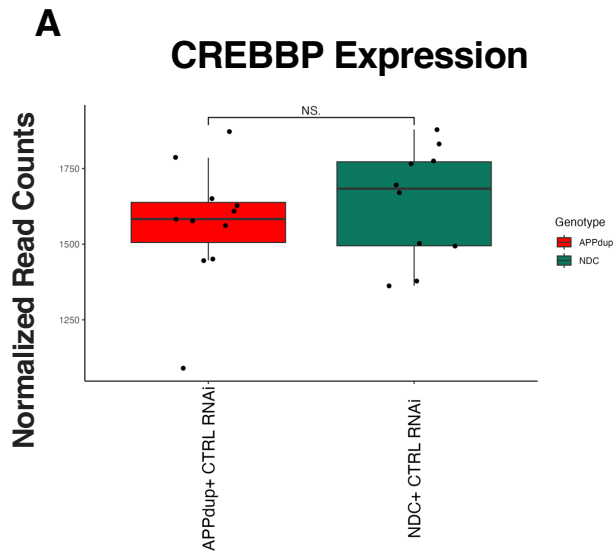 A
CREBBP Expression
Normalized Read Counts
NS.
1750
1500
1250
APPdup+ CTRL RNAi
NDC+ CTRL RNAi
Genotype
APPdup
NDC